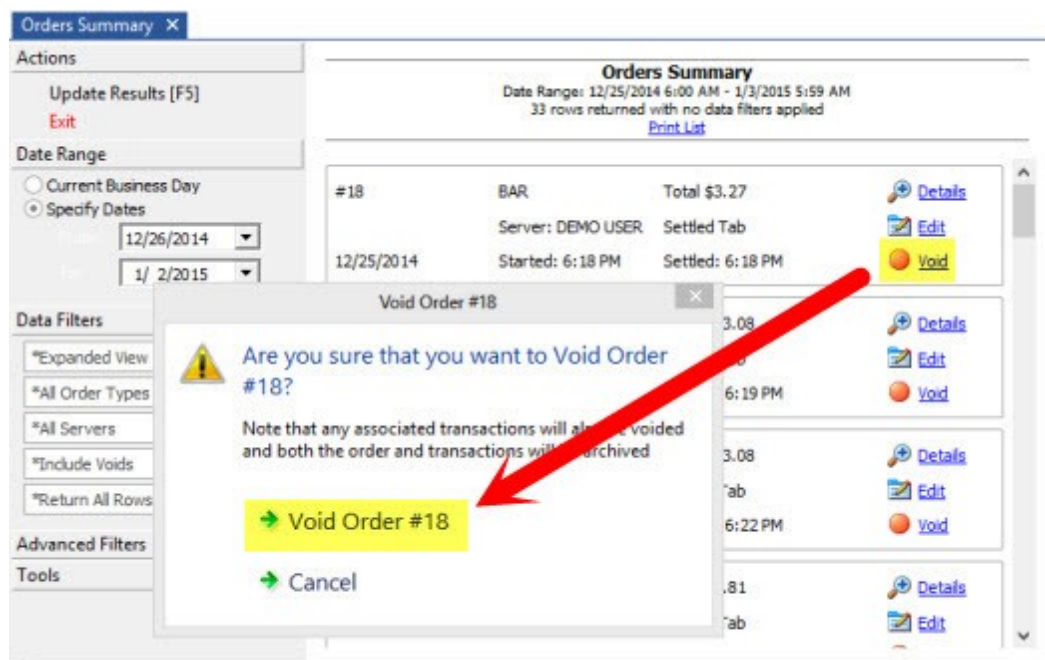 Orders Summary X
Actions
Update Results [F5]
Exit
Date Range
Current Business Day
Specify Dates
12/26/2014
1/ 2/2015
Data Filters
*Expanded View
*All Order Types
*All Servers
*Include Voids
*Return All Rows
Advanced Filters
Tools
Orders Summary
Date Range: 12/25/2014 6:00 AM - 1/3/2015 5:59 AM
33 rows returned with no data filters applied
Print List
#18 BAR Total $3.27 Details
Server: DEMO USER Settled Tab Edit
12/25/2014 Started: 6:18 PM Settled: 6:18 PM Void
Void Order #18
Are you sure that you want to Void Order
#18?
Note that any associated transactions will also be voided
and both the order and transactions will be archived
Void Order #18
Cancel
3.08 Details
Edit
6:19 PM Void
3.08 Details
Tab Edit
6:22 PM Void
.81 Details
Tab Edit